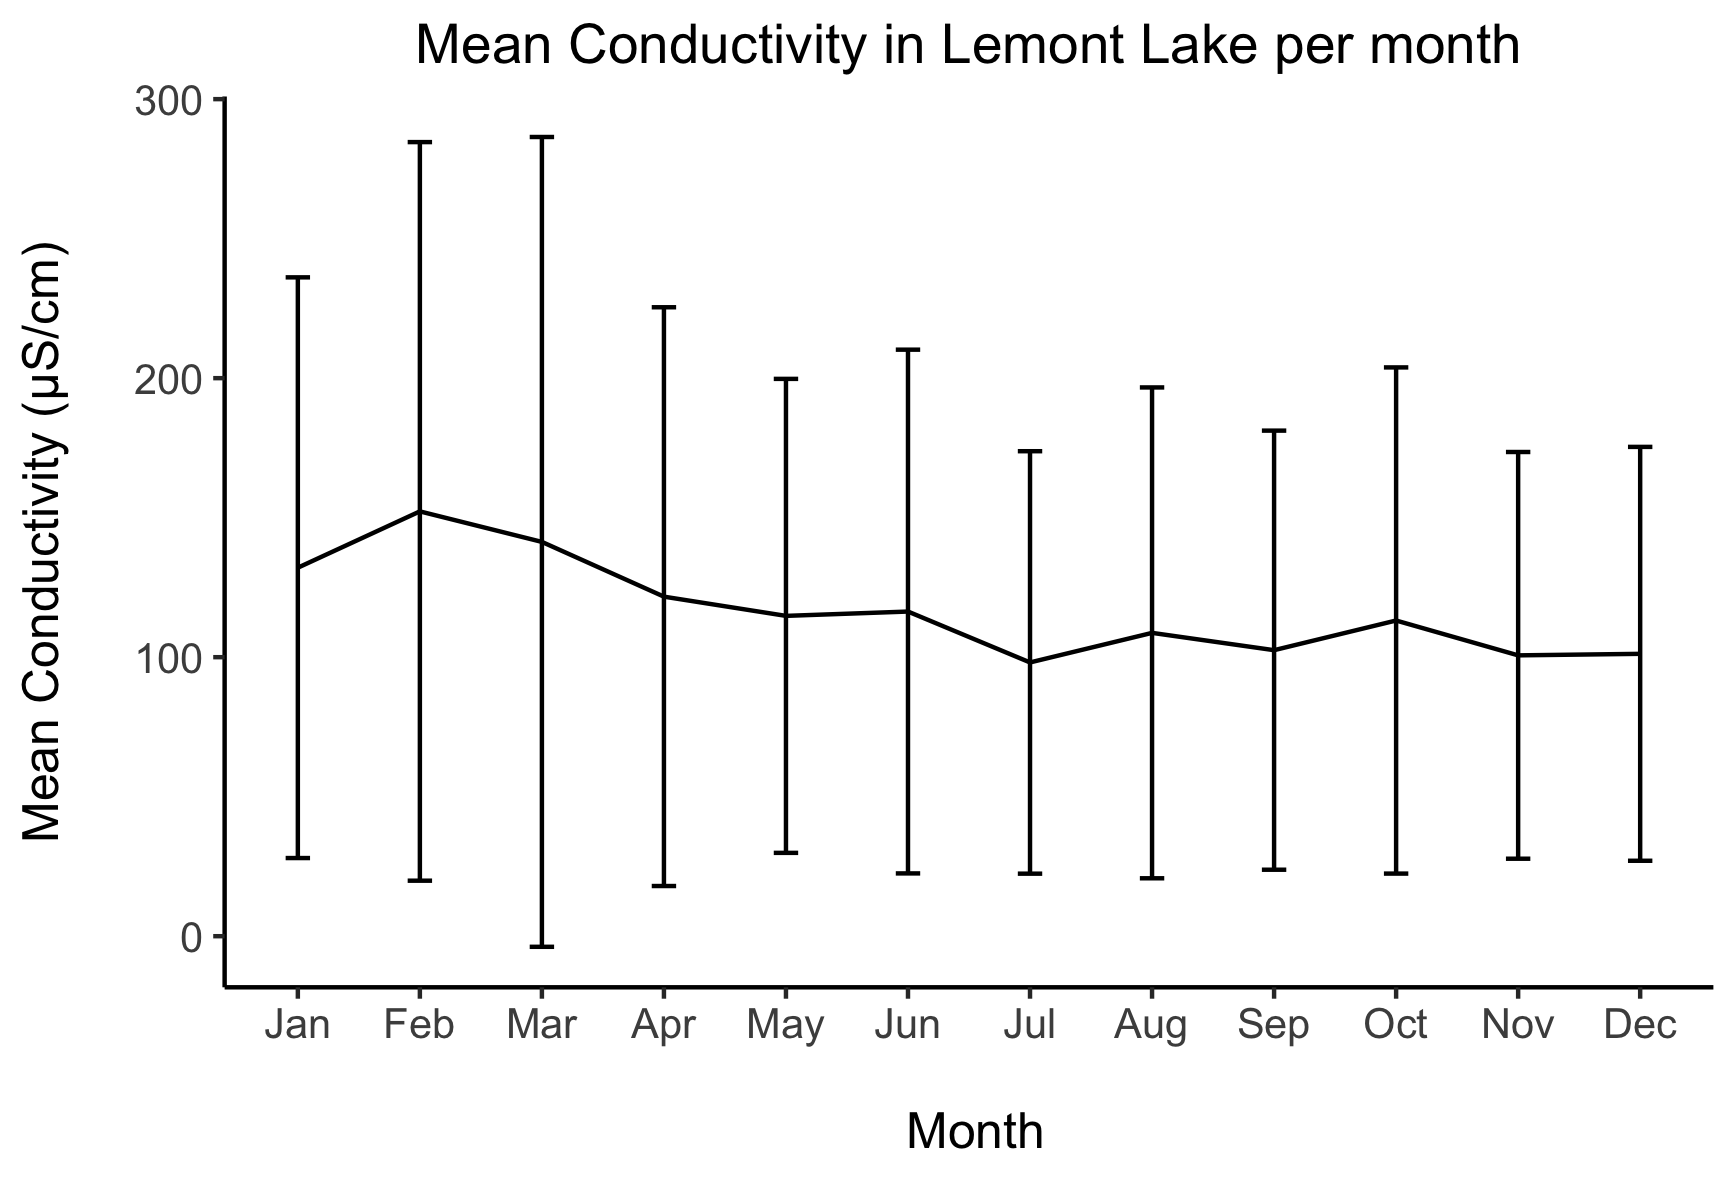 Mean Conductivity in Lemont Lake per month
Mean Conductivity (μS/cm)
300
200
100
0
Jan Feb Mar Apr May Jun Jul Aug Sep Oct Nov Dec
Month